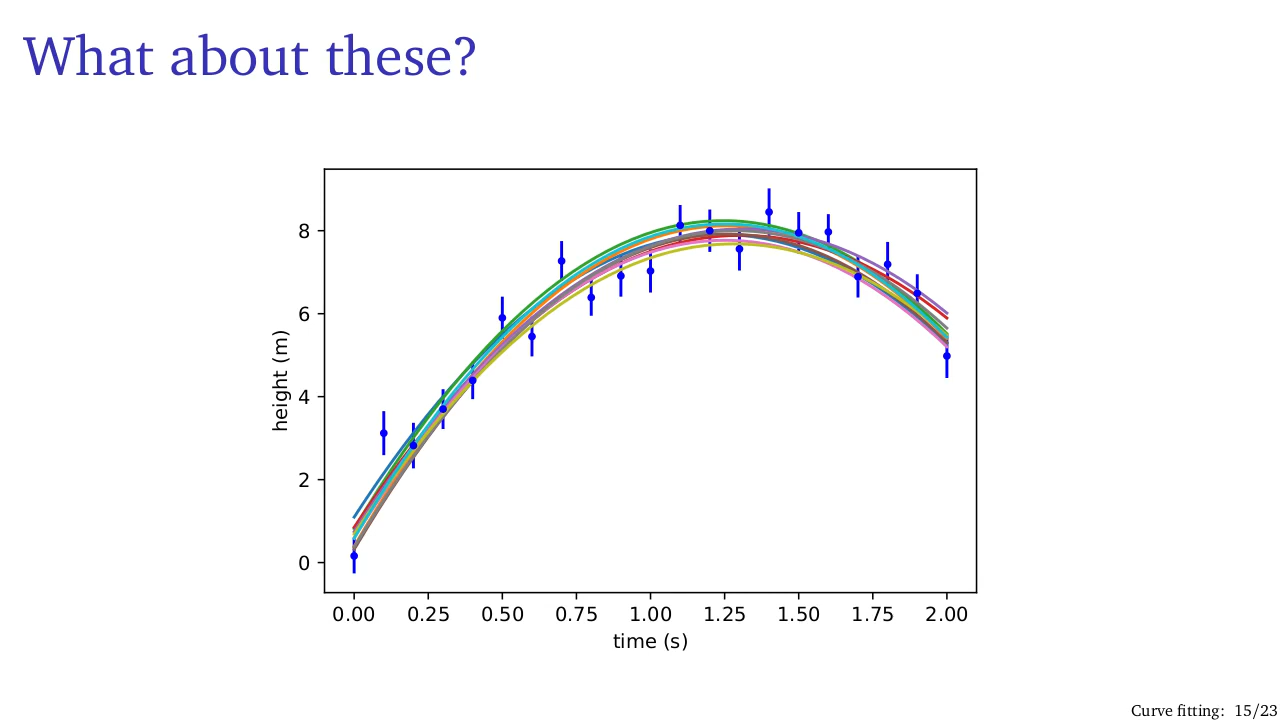 What about these?
8
6
4
2
0
height (m)
0.00 0.25 0.50 0.75 1.00 1.25 1.50 1.75 2.00
time (s)
Curve fitting: 15/23